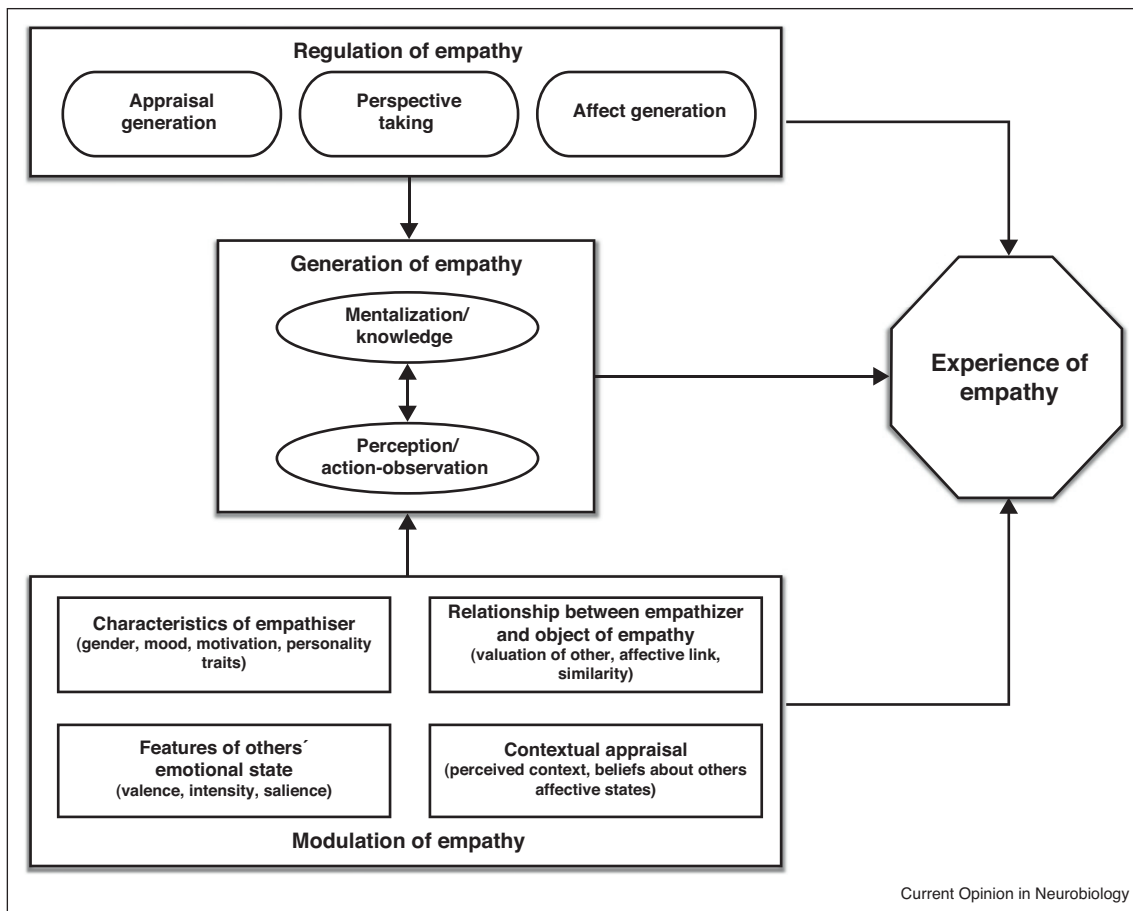 Regulation of empathy
Appraisal
generation
Perspective
taking
Affect generation
Generation of empathy
Mentalization/
knowledge
Perception/
action-observation
Experience of
empathy
Characteristics of empathiser
(gender, mood, motivation, personality
traits)
Relationship between empathizer
and object of empathy
(valuation of other, affective link,
similarity)
Features of others´
emotional state
(valence, intensity, salience)
Contextual appraisal
(perceived context, beliefs about others
affective states)
Modulation of empathy
Current Opinion in Neurobiology